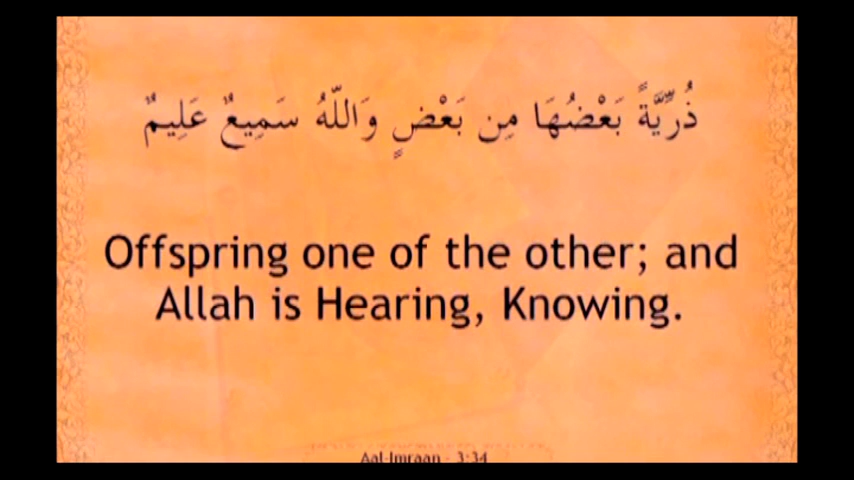 ذُرِّيَّةً بَعْضُهَا مِن بَعْضٍ وَاللّهُ سَمِيعٌ عَلِيمٌ
Offspring one of the other; and
Allah is Hearing, Knowing.
Aal-Imraan - 3:34